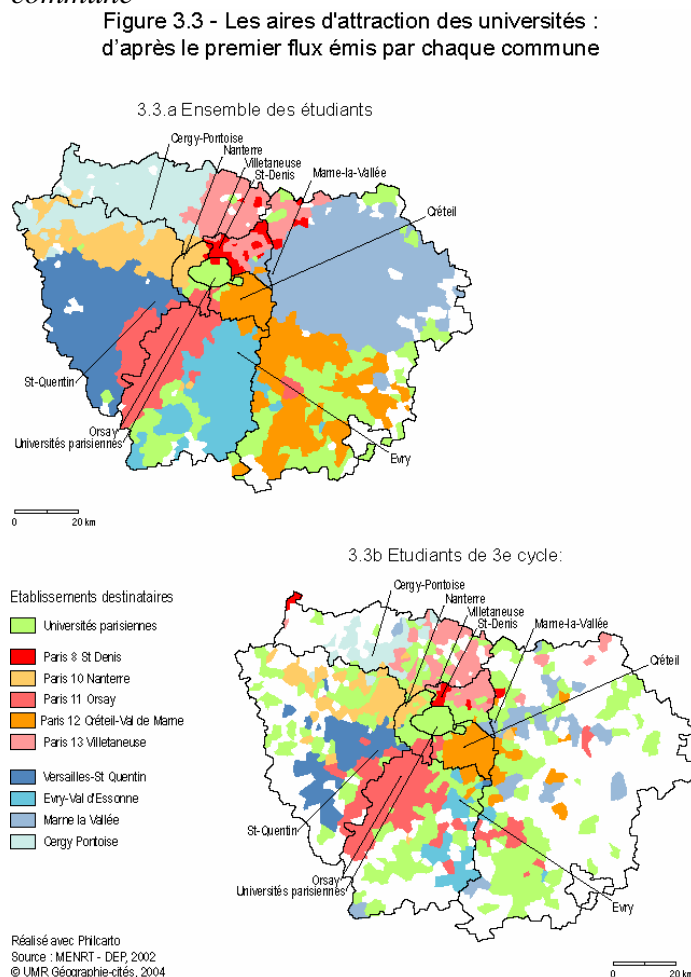 commune
Figure 3.3 - Les aires d'attraction des universités :
d'après le premier flux émis par chaque commune
3.3.a Ensemble des étudiants
Cergy-Pontoise
Nanterre
Villetaneuse
St-Denis
Marne-la-Vallée
Créteil
St-Quentin
Orsay
Universités parisiennes
Evry
0 20 km
3.3b Etudiants de 3e cycle:
Cergy-Pontoise
Nanterre
Villetaneuse
St-Denis
Marne-la-Vallée
Créteil
Etablissements destinataires
Universités parisiennes
Paris 8 St Denis
Paris 10 Nanterre
Paris 11 Orsay
Paris 12 Créteil-Val de Marne
Paris 13 Villetaneuse
Versailles-St Quentin
Evry-Val d'Essonne
Marne la Vallée
Cergy Pontoise
St-Quentin
Orsay
Universités parisiennes
Evry
Réalisé avec Philcarto
Source : MENRT - DEP, 2002
© UMR Géographie-cités, 2004
0 20 km